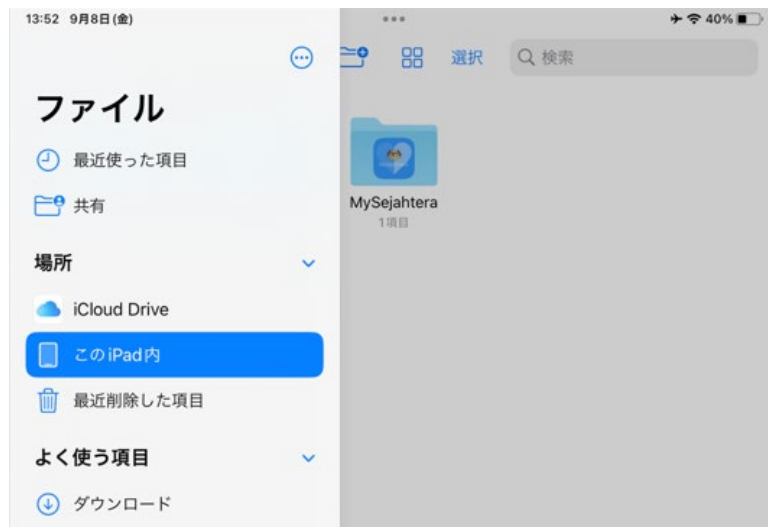 13:52 9月8日(金)
40%
選択
検索
ファイル
最近使った項目
共有
MySejahtera
1項目
場所
iCloud Drive
このiPad内
最近削除した項目
よく使う項目
ダウンロード